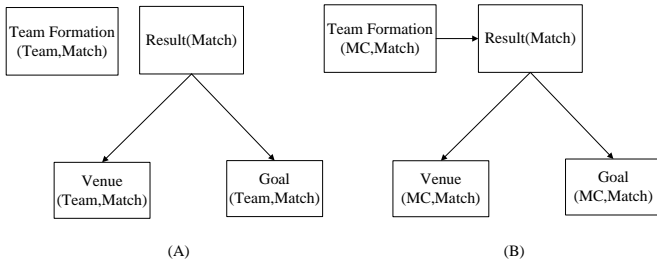 Team Formation
(Team,Match)
Result(Match)
Venue
(Team,Match)
Goal
(Team,Match)
(A)
Team Formation
(MC,Match)
Result(Match)
Venue
(MC,Match)
Goal
(MC,Match)
(B)